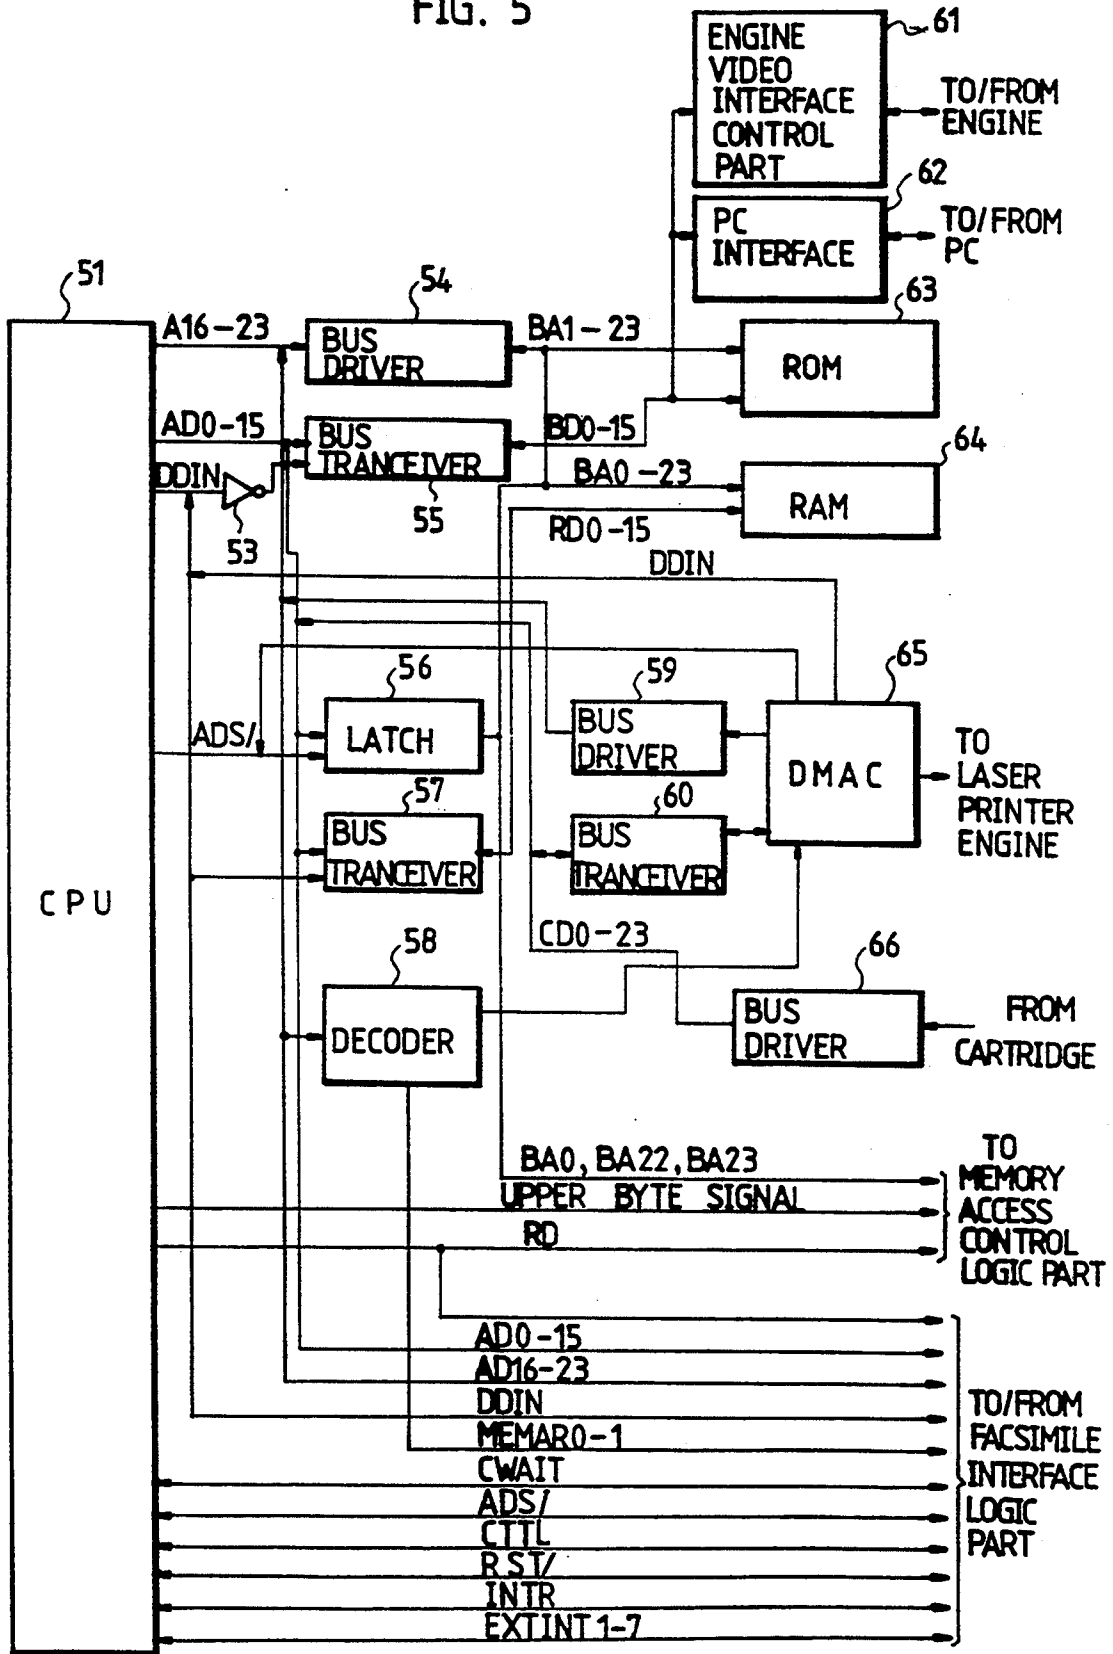 FIG. 5
61
ENGINE
VIDEO
INTERFACE
CONTROL
PART
TO/FROM
ENGINE
62
PC
INTERFACE
TO/FROM
PC
51
54
63
A16-23
BUS
DRIVER
BA1-23
ROM
AD0-15
BUS
TRANCEIVER
BD0-15
64
DDIN
BA0-23
RAM
53
55
RD0-15
DDIN
56
59
65
ADS/
LATCH
BUS
DRIVER
DMAC
TO
LASER
PRINTER
ENGINE
57
60
BUS
TRANCEIVER
BUS
TRANCEIVER
CPU
58
CD0-23
66
DECODER
BUS
DRIVER
FROM
CARTRIDGE
BA0, BA22, BA23
UPPER BYTE SIGNAL
RD
TO
MEMORY
ACCESS
CONTROL
LOGIC PART
AD0-15
AD16-23
DDIN
MEMAR0-1
CWAIT
ADS/
CTTL
RST/
INTR
EXTINT1-7
TO/FROM
FACSIMILE
INTERFACE
LOGIC
PART